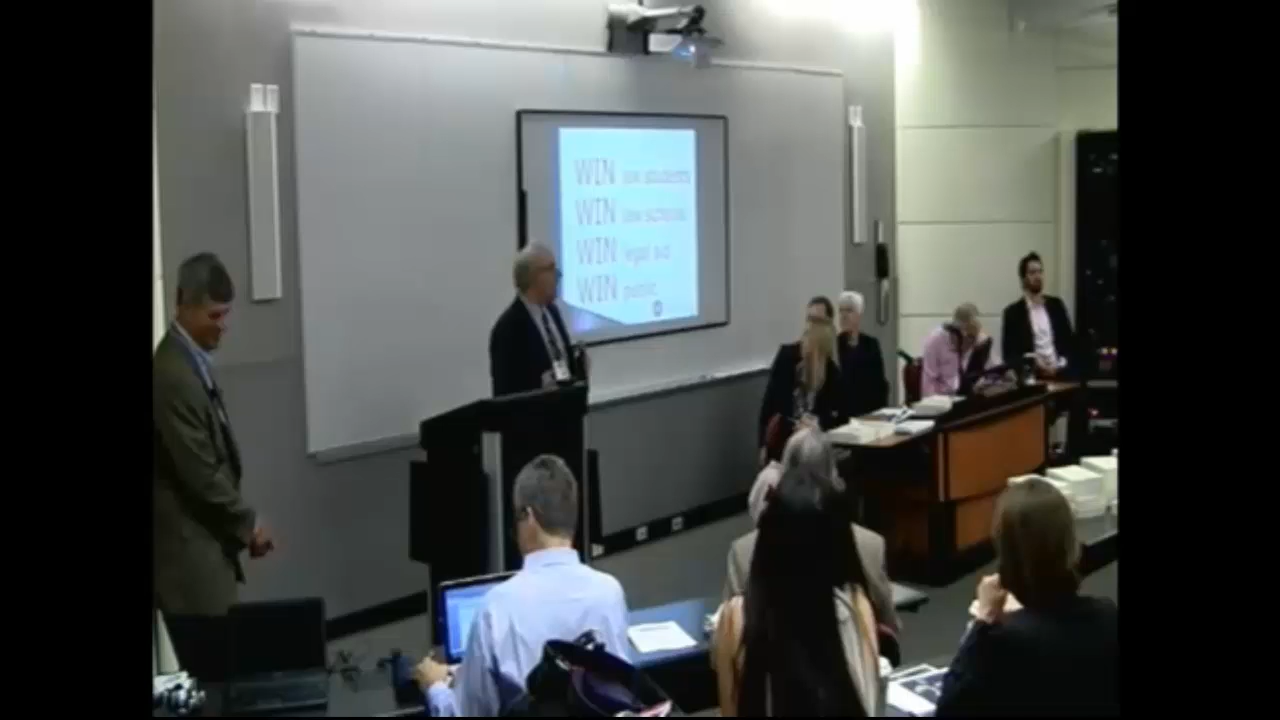 WIN law students
WIN law schools
WIN legal aid
WIN public